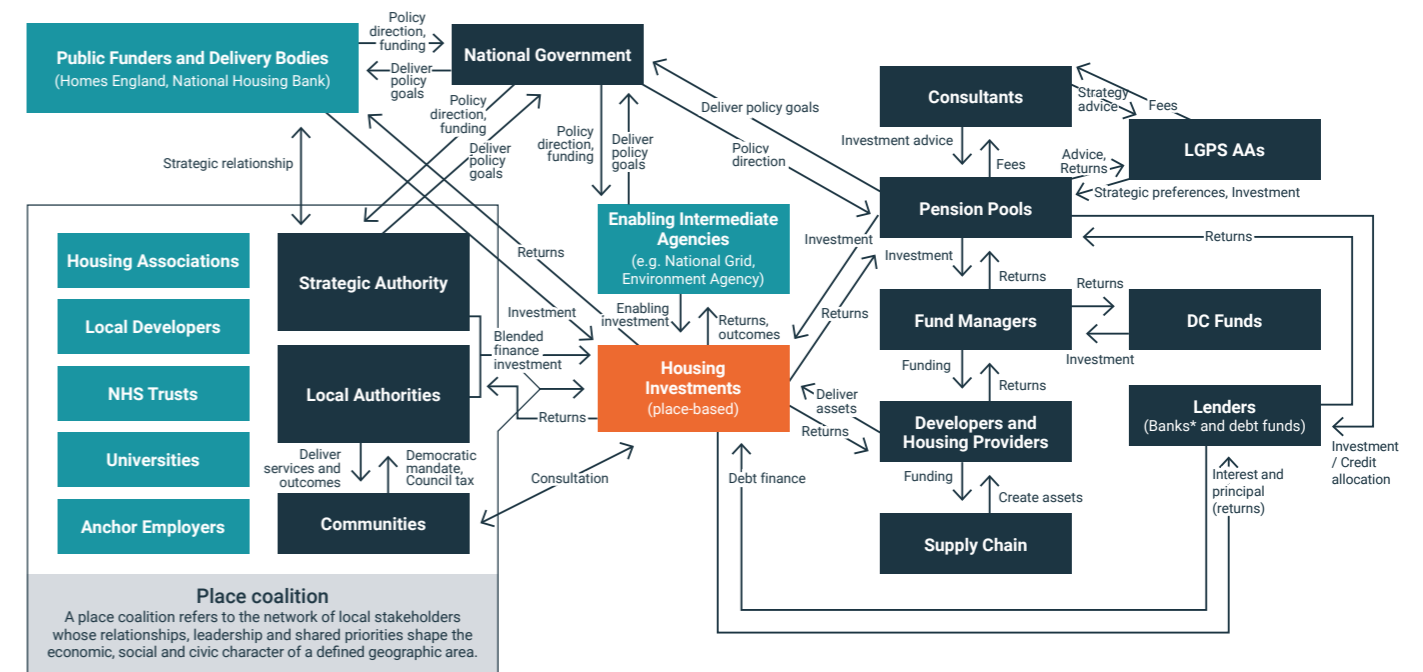 Public Funders and Delivery Bodies
(Homes England, National Housing Bank)
Policy
direction,
funding
Deliver
policy
goals
National Government
Strategic relationship
Policy
direction,
funding
Deliver
policy
goals
Policy
direction,
funding
Deliver
policy
goals
Deliver policy goals
Policy
direction
Consultants
Strategy
advice
Fees
LGPS AAs
Investment advice
Fees
Advice,
Returns
Strategic preferences, Investment
Pension Pools
Housing Associations
Local Developers
NHS Trusts
Universities
Anchor Employers
Strategic Authority
Local Authorities
Deliver
services and
outcomes
Democratic
mandate,
Council tax
Communities
Returns
Investment
Blended
finance
investment
Returns
Consultation
Enabling Intermediate
Agencies
(e.g. National Grid,
Environment Agency)
Enabling
investment
Returns,
outcomes
Housing
Investments
(place-based)
Investment
Returns
Deliver
assets
Returns
Debt finance
Investment
Returns
Returns
Fund Managers
Returns
Investment
DC Funds
Funding
Returns
Developers and
Housing Providers
Funding
Create assets
Supply Chain
Lenders
(Banks* and debt funds)
Interest and
principal
(returns)
Investment
/ Credit
allocation
Place coalition
A place coalition refers to the network of local stakeholders
whose relationships, leadership and shared priorities shape the
economic, social and civic character of a defined geographic area.